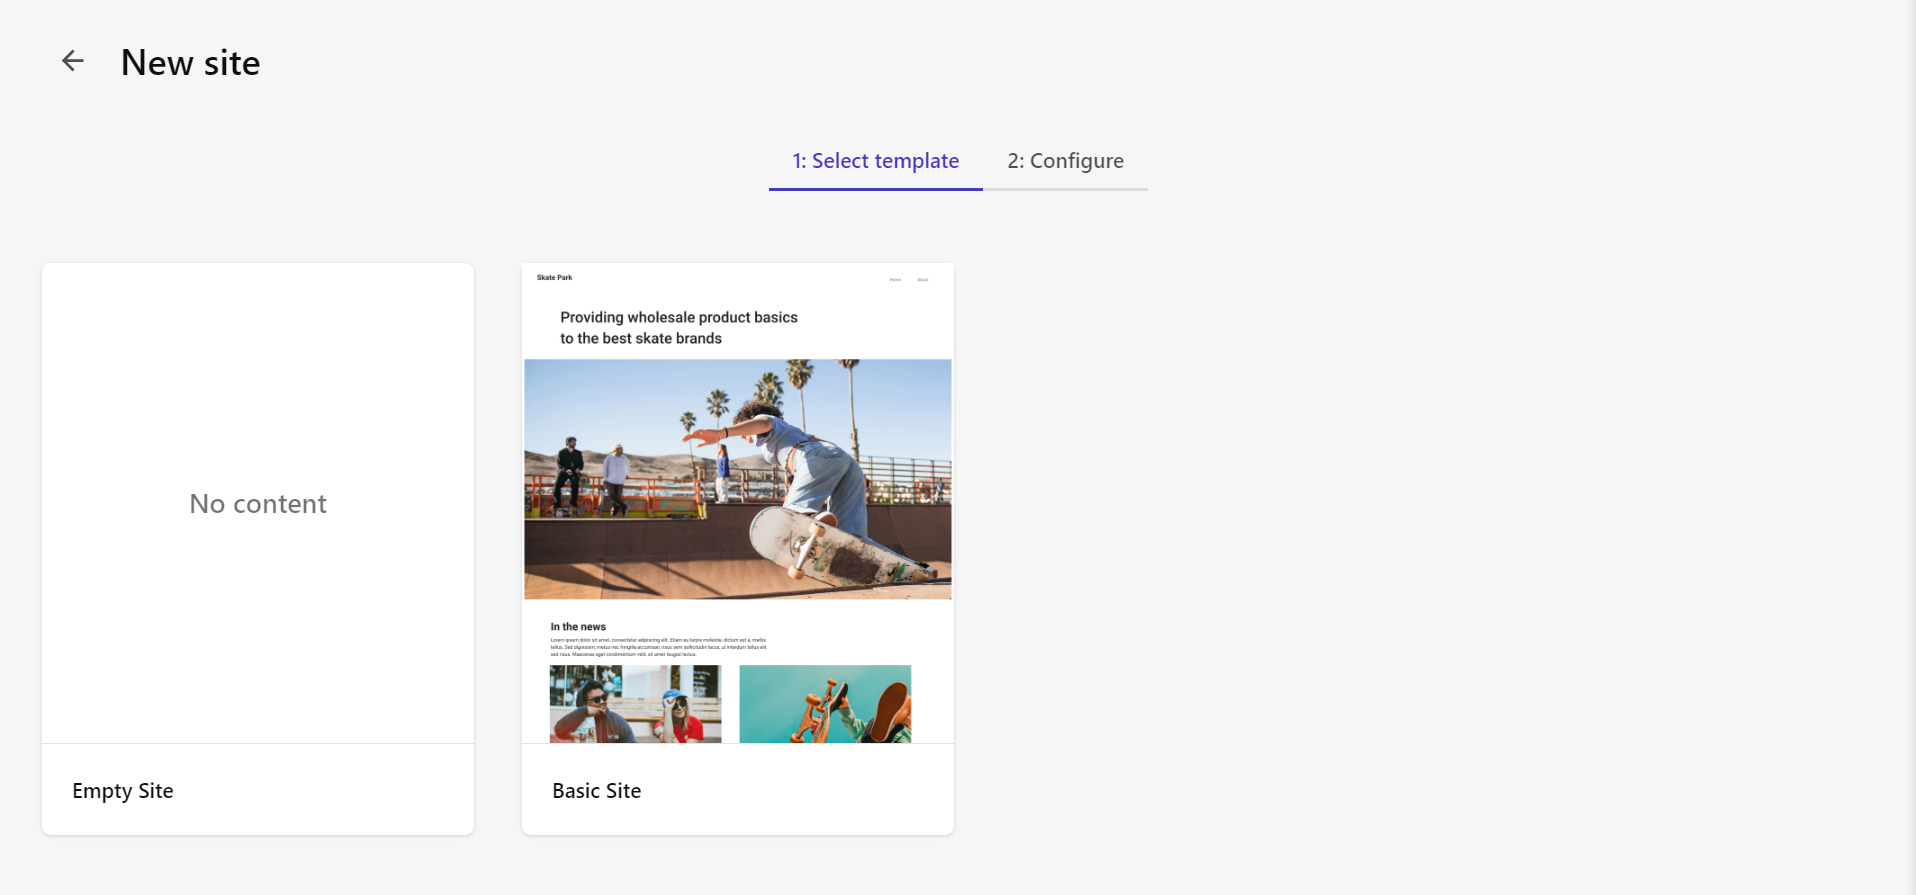 New site
1: Select template
2: Configure
No content
Empty Site
Skate Park
Home
About
Providing wholesale product basics
to the best skate brands
In the news
Lorem ipsum dolor sit amet, consectetur adipiscing elit. Etiam eu turpis molestie, dictum est a, mattis
tellus. Sed dignissim, metus nec fringilla accumsan, risus sem sollicitudin lacus, ut interdum tellus elit
sed risus. Maecenas eget condimentum velit, sit amet feugiat lectus.
Basic Site